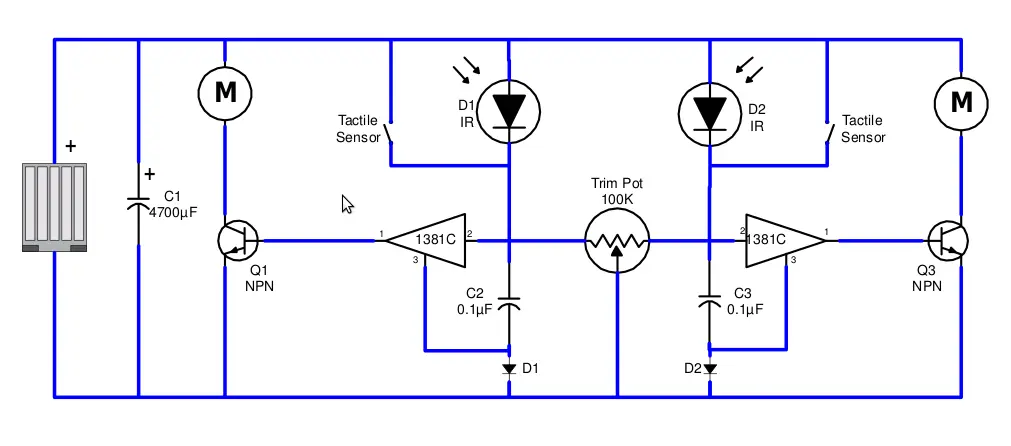 +
+
C1
4700µF
M
Q1
NPN
Tactile
Sensor
D1
IR
1
1381C
2
3
C2
0.1µF
D1
Trim Pot
100K
D2
IR
Tactile
Sensor
M
2
1381C
1
3
C3
0.1µF
D2
Q3
NPN